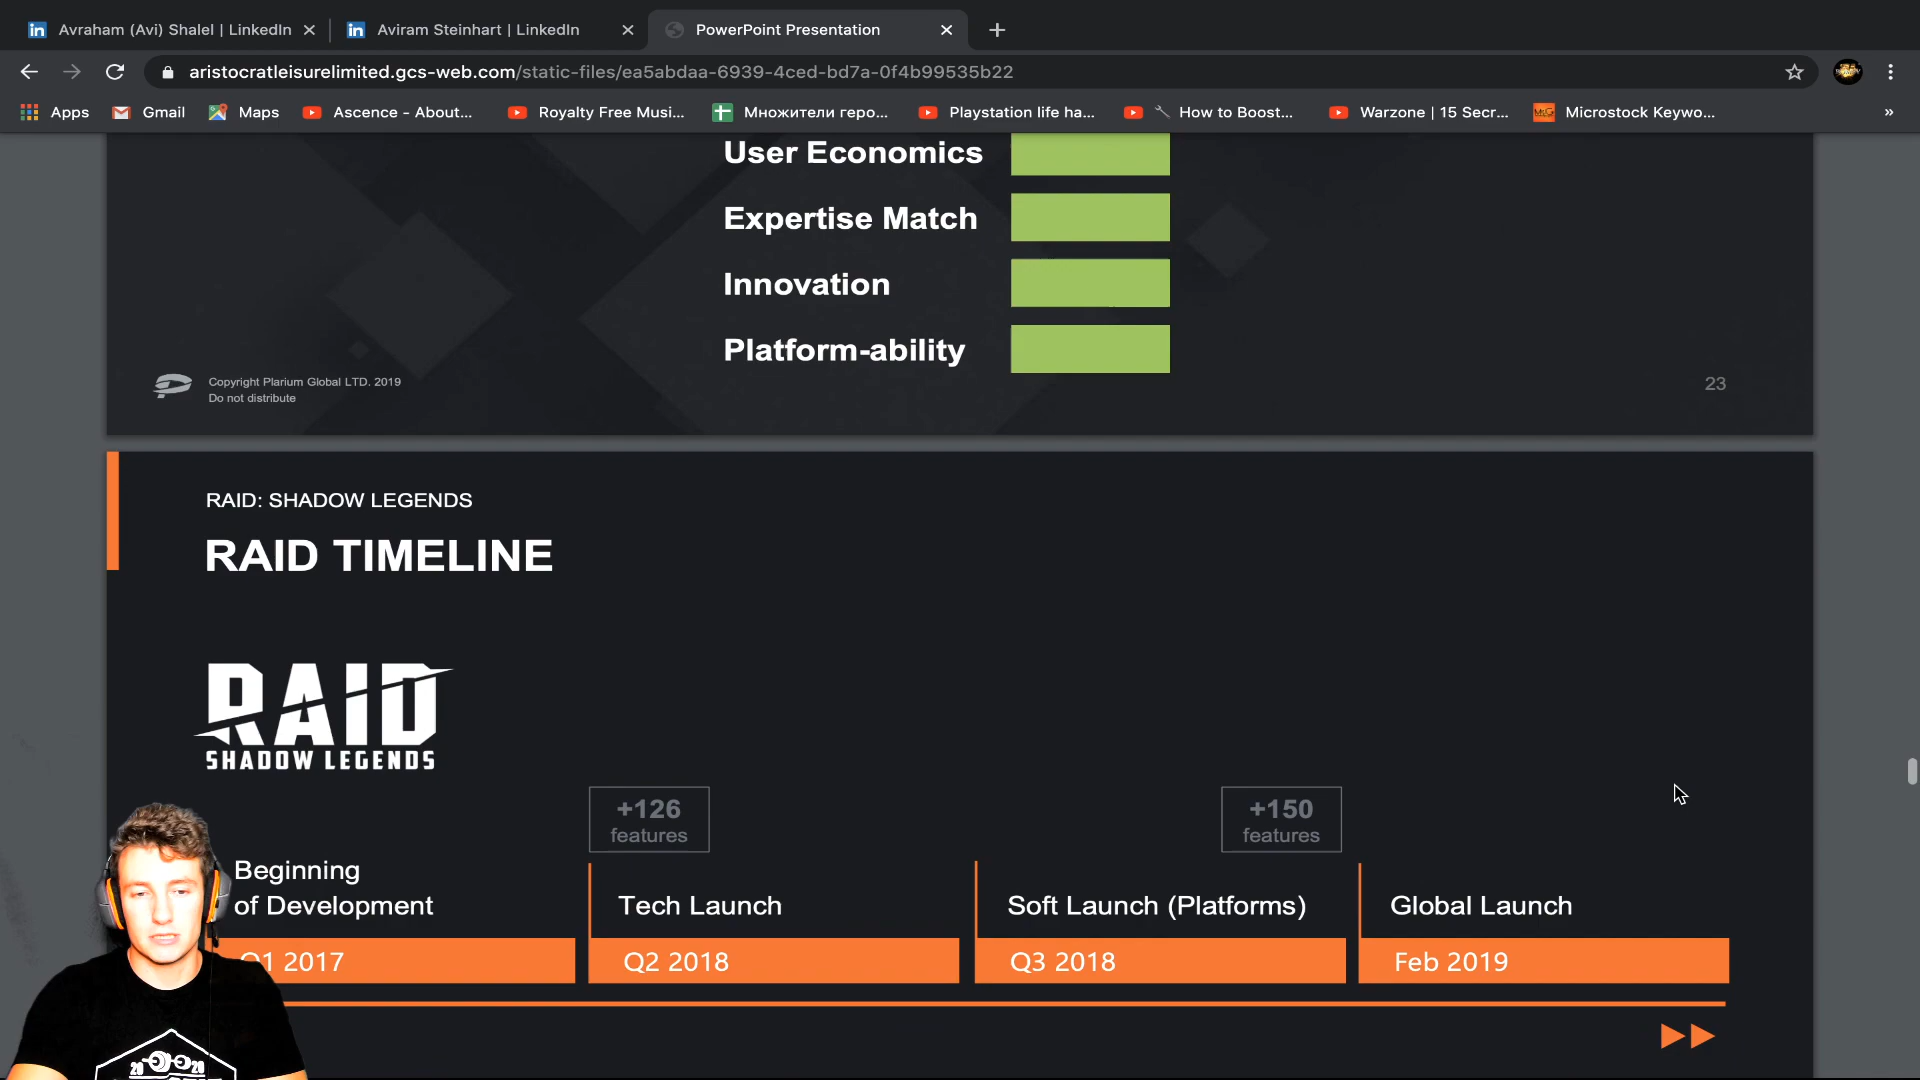 Avraham (Avi) Shalel | LinkedIn
Aviram Steinhart | LinkedIn
PowerPoint Presentation
aristocratleisurelimited.gcs-web.com/static-files/ea5abdaa-6939-4ced-bd7a-0f4b99535b22
Apps
Gmail
Maps
Ascence - About...
Royalty Free Musi...
Множители геро...
Playstation life ha...
How to Boost...
Warzone | 15 Secr...
Microstock Keywo...
»
User Economics
Expertise Match
Innovation
Platform-ability
Copyright Plarium Global LTD. 2019
Do not distribute
23
RAID: SHADOW LEGENDS
RAID TIMELINE
RAID
SHADOW LEGENDS
+126
features
+150
features
Beginning
of Development
Tech Launch
Soft Launch (Platforms)
Global Launch
Q1 2017
Q2 2018
Q3 2018
Feb 2019
20 20